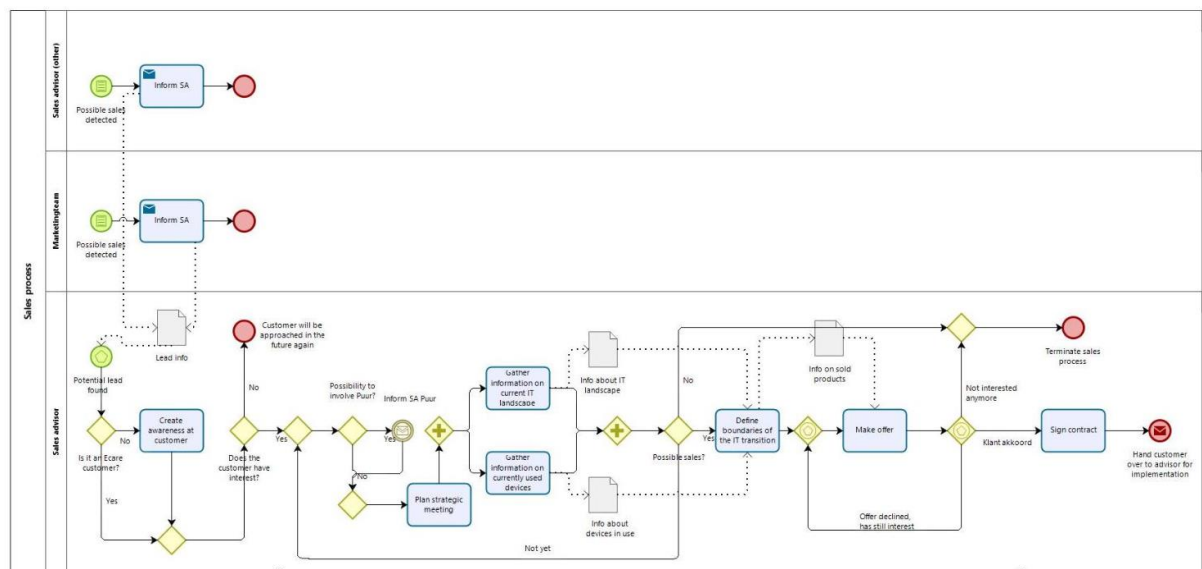 Sales process
Sales advisor (other)
Possible sales
detected
Inform SA
Marketingteam
Possible sales
detected
Inform SA
Sales advisor
Lead info
Potential lead
found
Is it an Ecare
customer?
No
Yes
Create
awareness at
customer
Customer will be
approached in the
future again
No
Does the
customer have
interest?
Yes
Possibility to
involve Puur?
Inform SA Puur
Yes
No
Plan strategic
meeting
Gather
information on
current IT
landscape
Gather
information on
currently used
devices
Info about IT
landscape
Info about
devices in use
No
Possible sales?
Yes
Not yet
Define
boundaries of
the IT transition
Info on sold
products
Make offer
Offer declined,
has still interest
Not interested
anymore
Terminate sales
process
Klant akkoord
Sign contract
Hand customer
over to advisor for
implementation